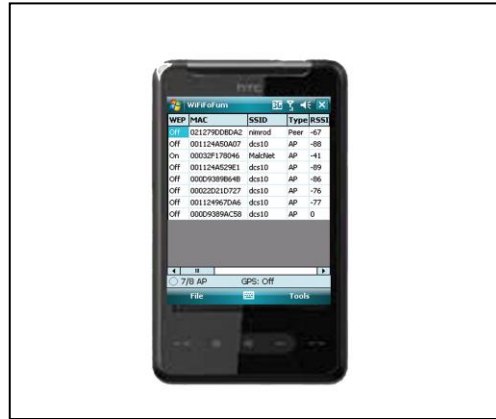 hTC
WiFiFoFum
WEP MAC SSID Type RSSI
Off 021279DDBDA2 nimrod Peer -67
Off 001124A50A07 dcs10 AP -88
On 00032F178046 MalcNet AP -41
Off 001124A529E1 dcs10 AP -89
Off 000D9389B64B dcs10 AP -86
Off 00022D21D727 dcs10 AP -76
Off 001124967DA6 dcs10 AP -77
Off 000D9389AC58 dcs10 AP 0
7/8 AP GPS: Off
File Tools